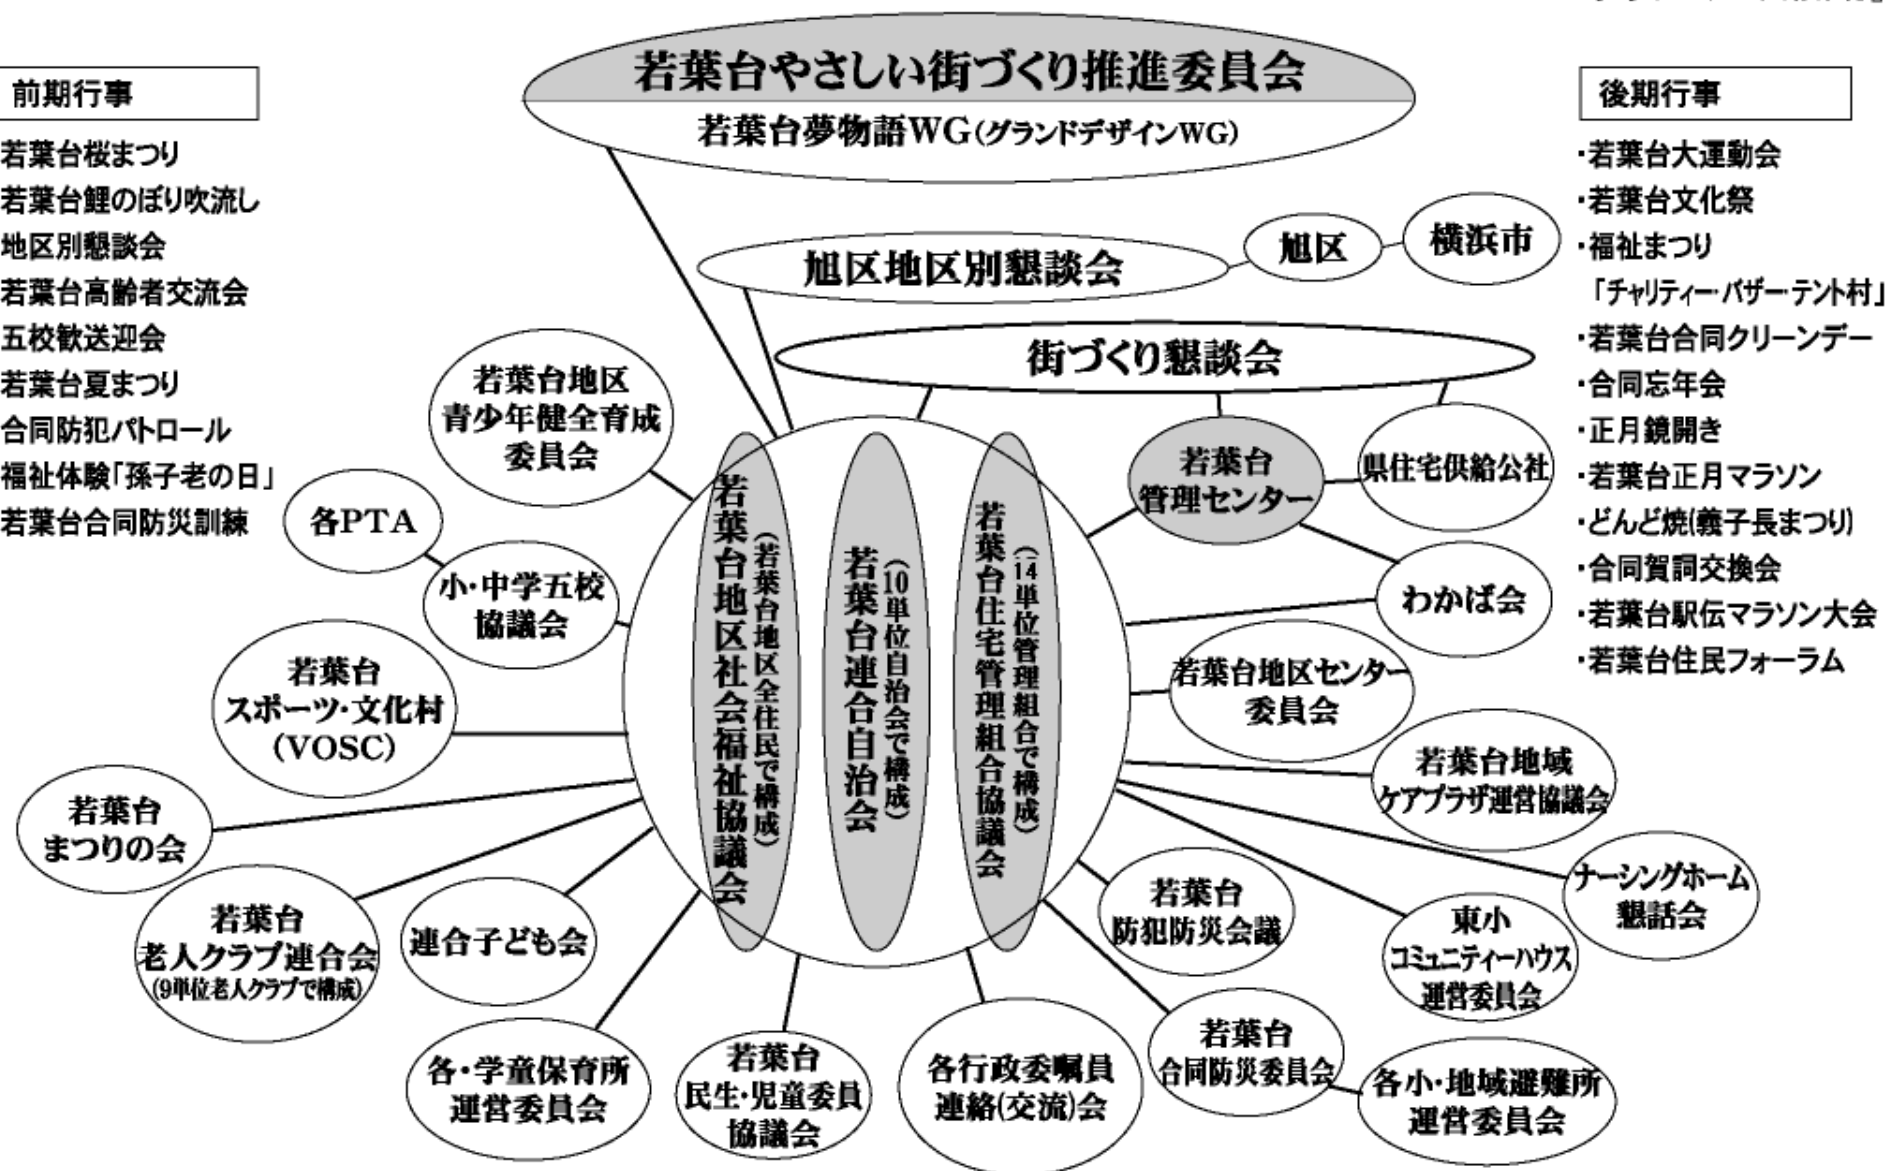 若葉台やさしい街づくり推進委員会
若葉台夢物語WG(グランドデザインWG)
前期行事
若葉台桜まつり
若葉台鯉のぼり吹流し
地区別懇談会
若葉台高齢者交流会
五校歓送迎会
若葉台夏まつり
合同防犯パトロール
福祉体験「孫子老の日」
若葉台合同防災訓練
後期行事
・若葉台大運動会
・若葉台文化祭
・福祉まつり
「チャリティー・バザー・テント村」
・若葉台合同クリーンデー
・合同忘年会
・正月鏡開き
・若葉台正月マラソン
・どんど焼(義子長まつり)
・合同賀詞交換会
・若葉台駅伝マラソン大会
・若葉台住民フォーラム
旭区地区別懇談会
旭区
横浜市
街づくり懇談会
若葉台地区
青少年健全育成
委員会
各PTA
小・中学五校
協議会
若葉台
スポーツ・文化村
(VOSC)
若葉台
まつりの会
若葉台
老人クラブ連合会
(9単位老人クラブで構成)
連合子ども会
各・学童保育所
運営委員会
若葉台
民生・児童委員
協議会
各行政委嘱員
連絡(交流)会
若葉台地区社会福祉協議会
(若葉台地区全住民で構成)
若葉台連合自治会
(10単位自治会で構成)
若葉台住宅管理組合協議会
(14単位管理組合で構成)
若葉台
管理センター
県住宅供給公社
わかば会
若葉台地区センター
委員会
若葉台地域
ケアプラザ運営協議会
ナーシングホーム
懇話会
東小
コミュニティーハウス
運営委員会
若葉台
防犯防災会議
若葉台
合同防災委員会
各小・地域避難所
運営委員会